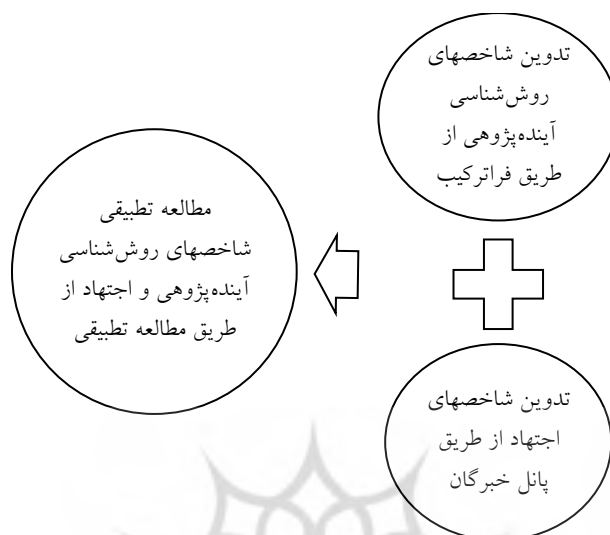 تدوین شاخصهای
روش‌شناسی
آینده‌پژوهی از
طریق فراترکیب
تدوین شاخصهای
اجتهاد از طریق
پانل خبرگان
مطالعه تطبیقی
شاخصهای روش‌شناسی
آینده‌پژوهی و اجتهاد از
طریق مطالعه تطبیقی